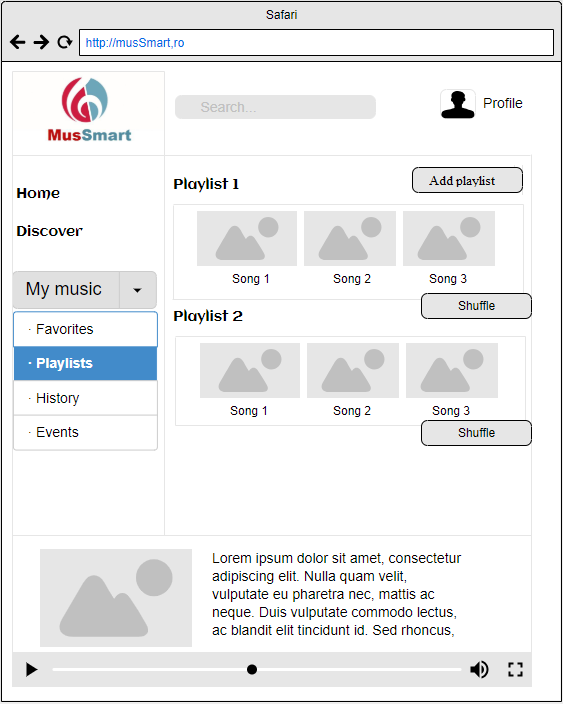 Safari
http://musSmart,ro
MusSmart
Search...
Profile
Home
Discover
My music
· Favorites
· Playlists
· History
· Events
Playlist 1
Add playlist
Song 1
Song 2
Song 3
Shuffle
Playlist 2
Song 1
Song 2
Song 3
Shuffle
Lorem ipsum dolor sit amet, consectetur
adipiscing elit. Nulla quam velit,
vulputate eu pharetra nec, mattis ac
neque. Duis vulputate commodo lectus,
ac blandit elit tincidunt id. Sed rhoncus,